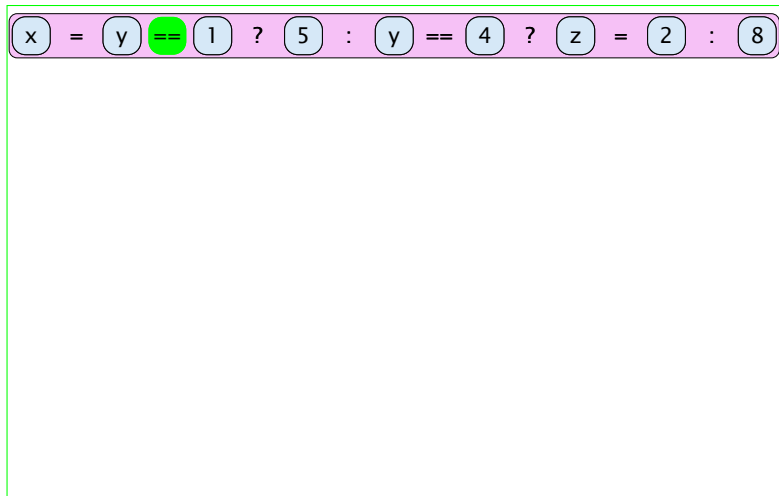 x = y == 1 ? 5 : y == 4 ? z = 2 : 8